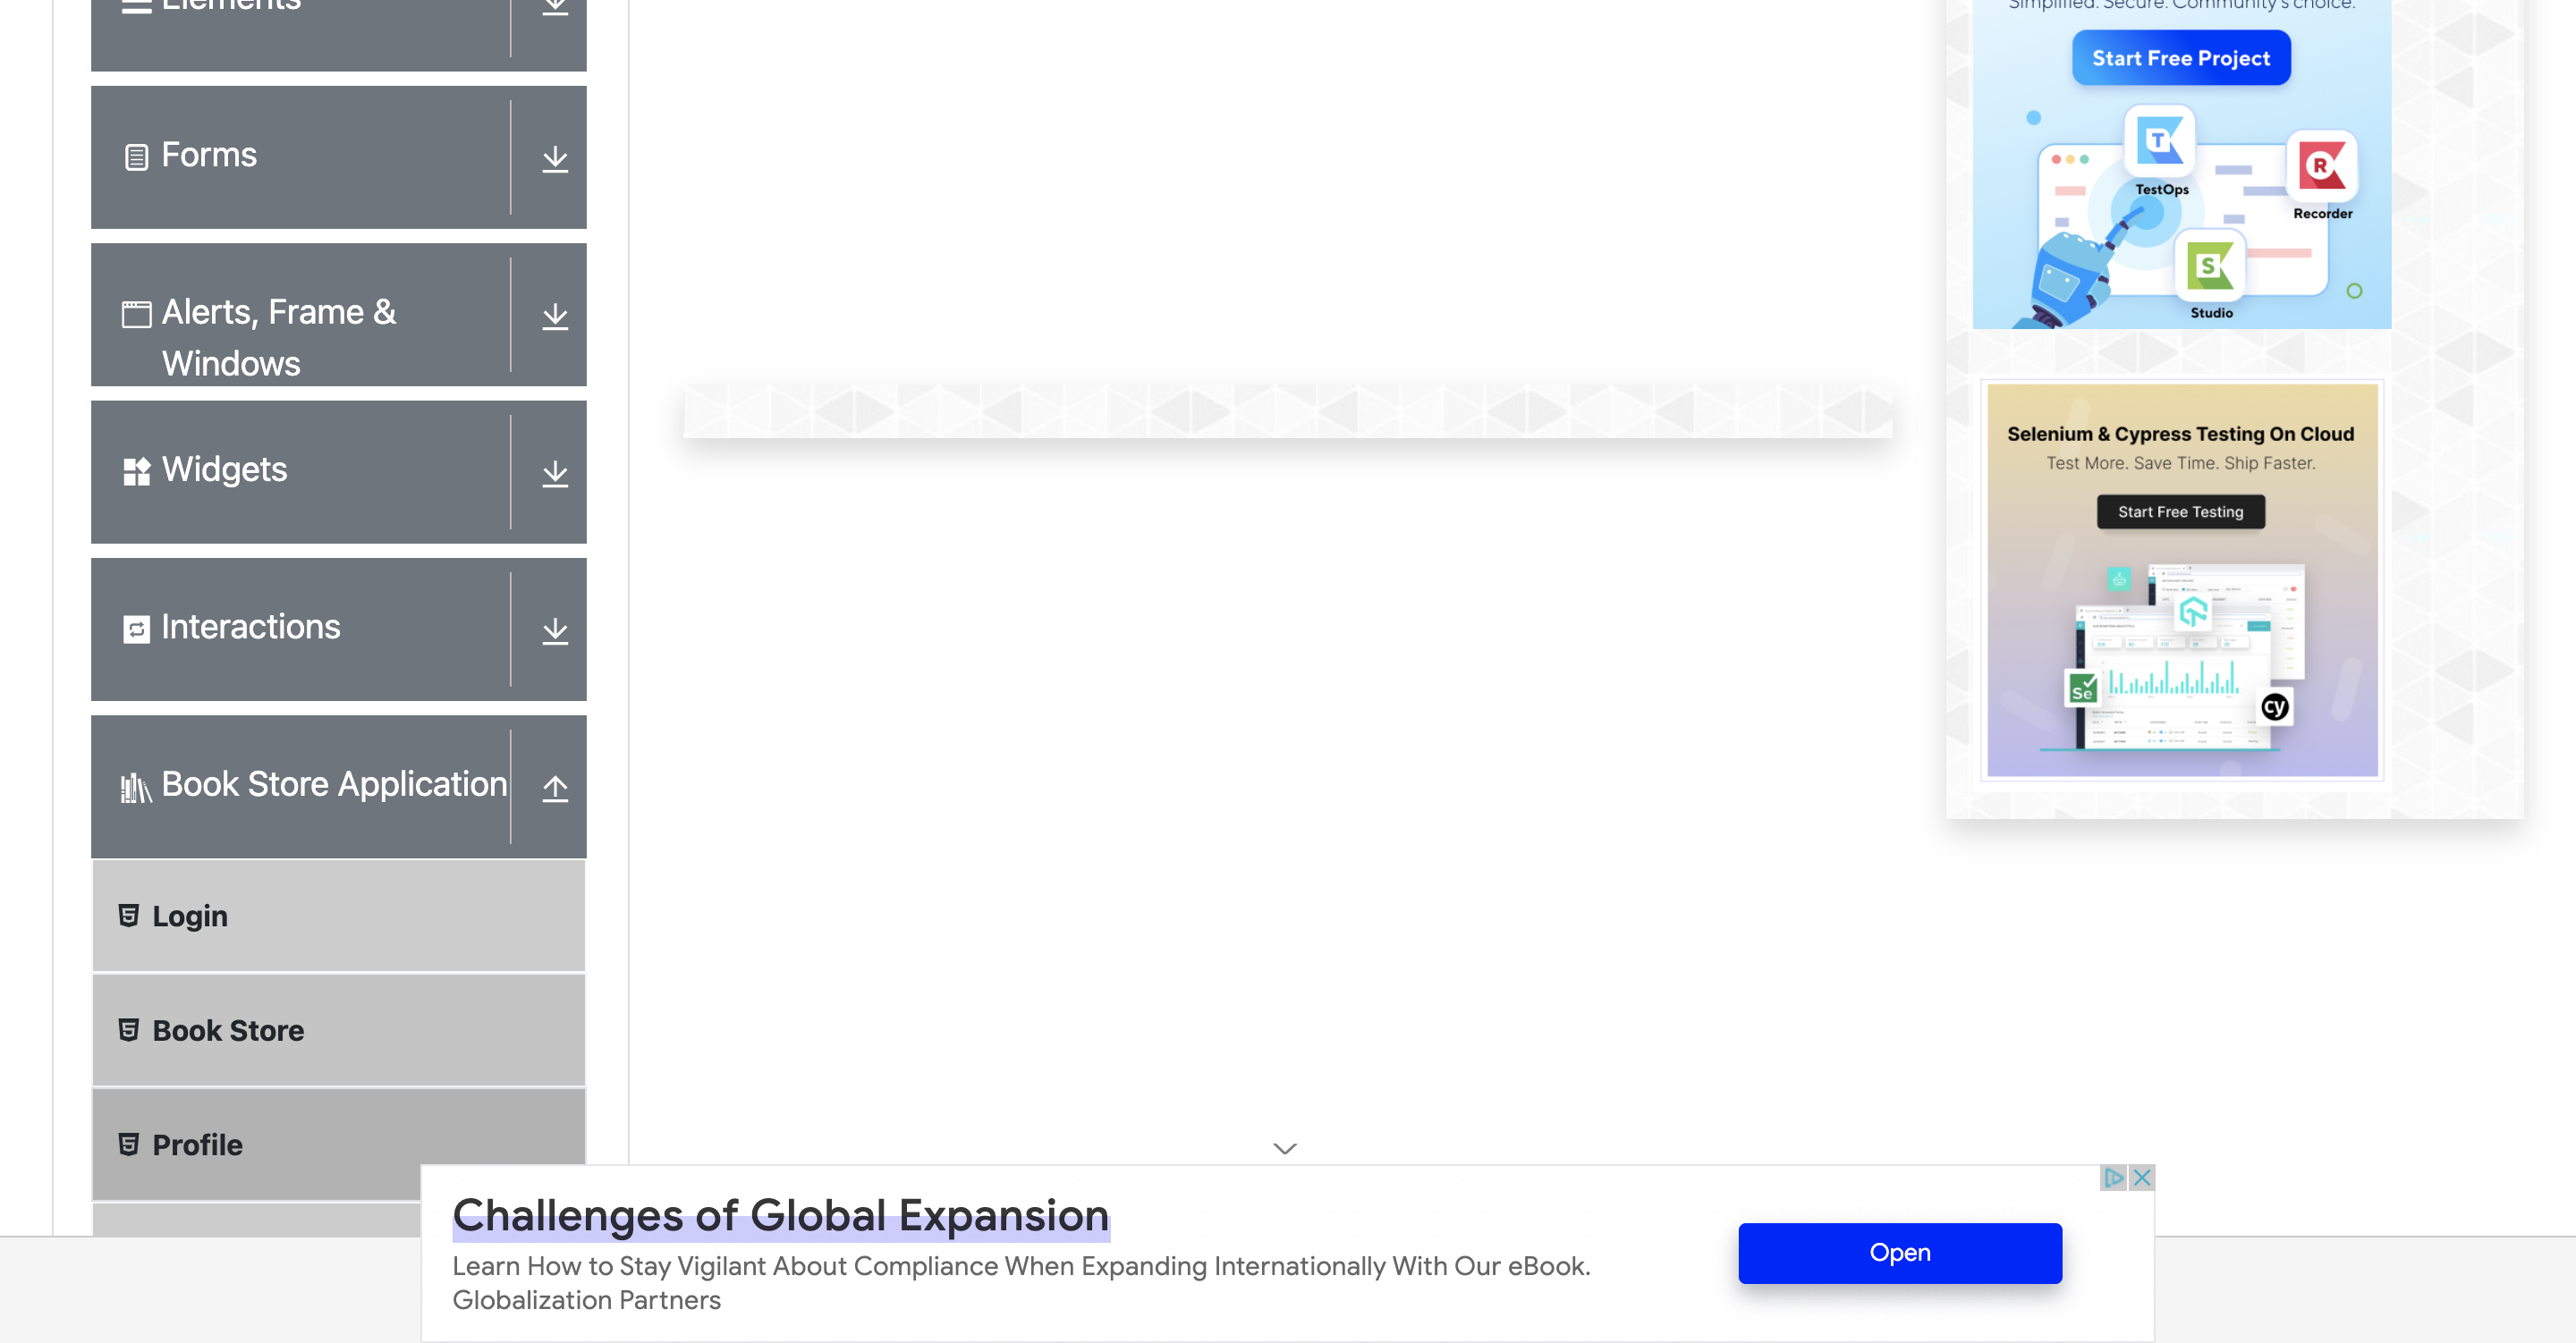 Elements
Forms
Alerts, Frame &
Windows
Widgets
Interactions
Book Store Application
Login
Book Store
Profile
Simplified. Secure. Community's choice.
Start Free Project
T
TestOps
R
Recorder
S
Studio
Selenium & Cypress Testing On Cloud
Test More. Save Time. Ship Faster.
Start Free Testing
Se
cy
Challenges of Global Expansion
Learn How to Stay Vigilant About Compliance When Expanding Internationally With Our eBook.
Globalization Partners
Open